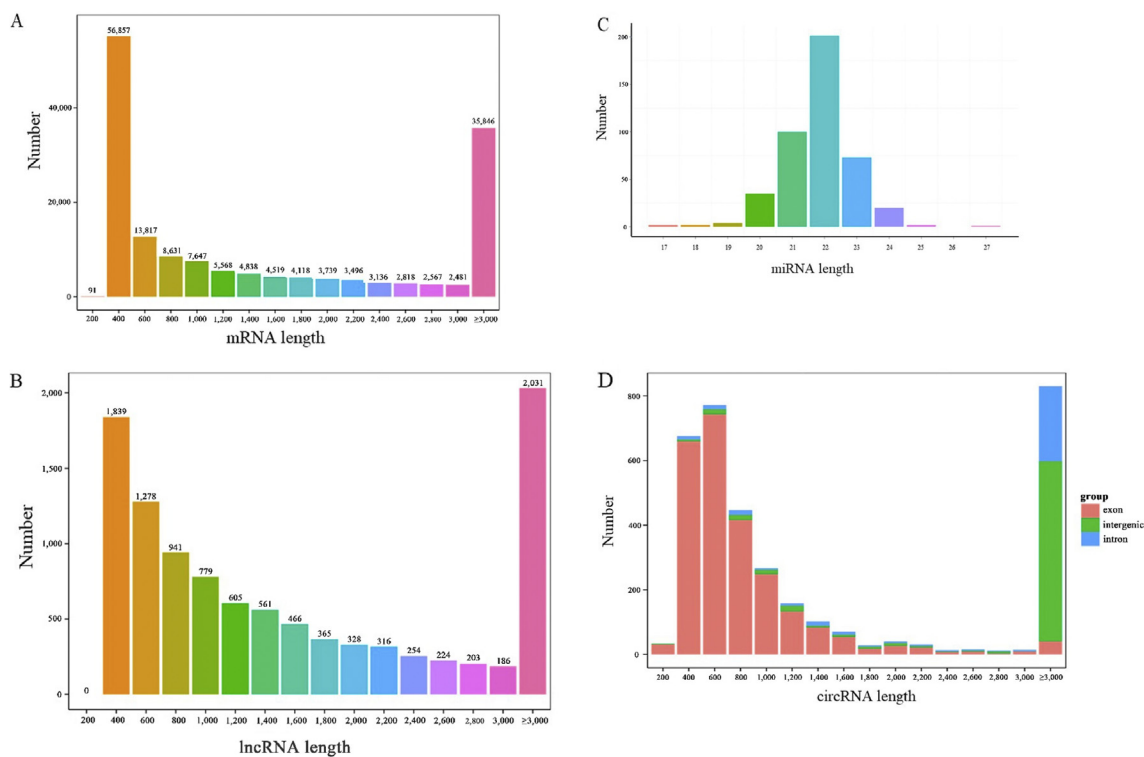 A
56,857
35,846
13,817
8,631
7,647
5,568
4,838
4,519
4,118
3,739
3,496
3,136
2,818
2,567
2,481
91
40,000
20,000
0
Number
200 400 600 800 1,000 1,200 1,400 1,600 1,800 2,000 2,200 2,400 2,600 2,800 3,000 ≥3,000
mRNA length
C
200
150
100
50
0
Number
17 18 19 20 21 22 23 24 25 26 27
miRNA length
B
2,031
1,839
1,278
941
779
605
561
466
365
328
316
254
224
203
186
0
2,000
1,500
1,000
500
0
Number
200 400 600 800 1,000 1,200 1,400 1,600 1,800 2,000 2,200 2,400 2,600 2,800 3,000 ≥3,000
lncRNA length
D
800
600
400
200
0
Number
200 400 600 800 1,000 1,200 1,400 1,600 1,800 2,000 2,200 2,400 2,600 2,800 3,000 ≥3,000
circRNA length
group
exon
intergenic
intron